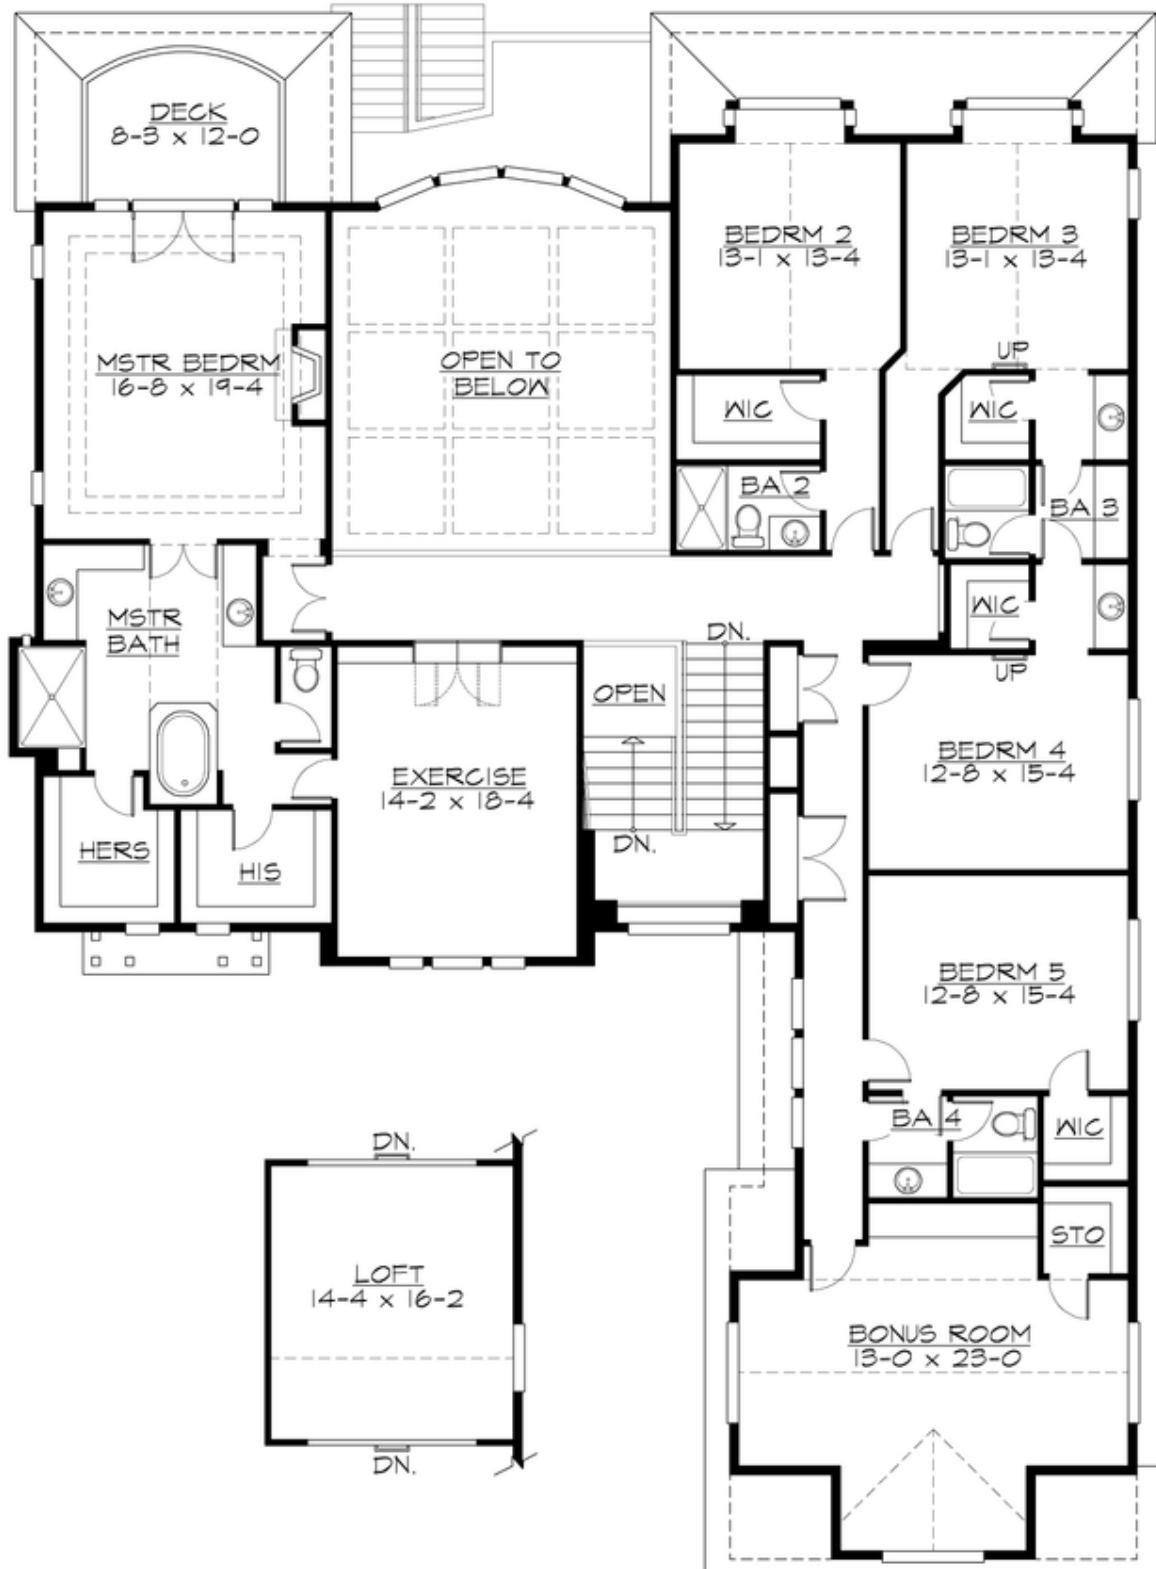 DECK
8-3 x 12-0
BEDRM 2
13-1 x 13-4
BEDRM 3
13-1 x 13-4
MSTR BEDRM
16-8 x 19-4
OPEN TO
BELOW
UP
WIC
WIC
BA 2
BA 3
MSTR
BATH
WIC
DN.
UP
OPEN
EXERCISE
14-2 x 18-4
BEDRM 4
12-8 x 15-4
DN.
HERS
HIS
BEDRM 5
12-8 x 15-4
BA 4
WIC
DN.
STO
LOFT
14-4 x 16-2
BONUS ROOM
13-0 x 23-0
DN.